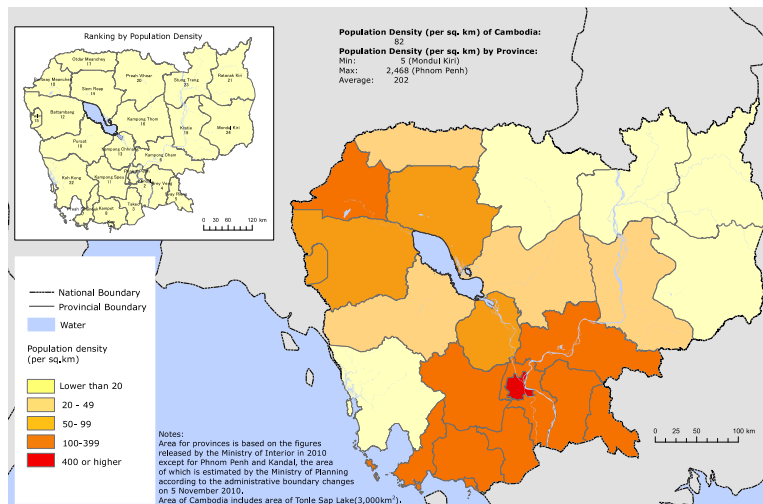 Ranking by Population Density
Otdar Meanchey
17
Banteay Meanchey
10
Siem Reap
14
Preah Vihear
20
Stung Treng
23
Ratanak Kiri
21
Battambang
12
Kampong Thom
16
Kratie
19
Mondul Kiri
24
Pursat
18
Kampong Chhnang
13
Kampong Cham
6
Koh Kong
22
Kampong Speu
11
2
4
Takeo
3
Kampot
8
0 30 60 120 km
Population Density (per sq. km) of Cambodia:
82
Population Density (per sq. km) by Province:
Min: 5 (Mondul Kiri)
Max: 2,468 (Phnom Penh)
Average: 202
National Boundary
Provincial Boundary
Water
Population density
(per sq.km)
Lower than 20
20 - 49
50- 99
100-399
400 or higher
Notes:
Area for provinces is based on the figures
released by the Ministry of Interior in 2010
except for Phnom Penh and Kandal, the area
of which is estimated by the Ministry of Planning
according to the administrative boundary changes
on 5 November 2010.
Area of Cambodia includes area of Tonle Sap Lake(3,000km²).
0 25 50 100 km